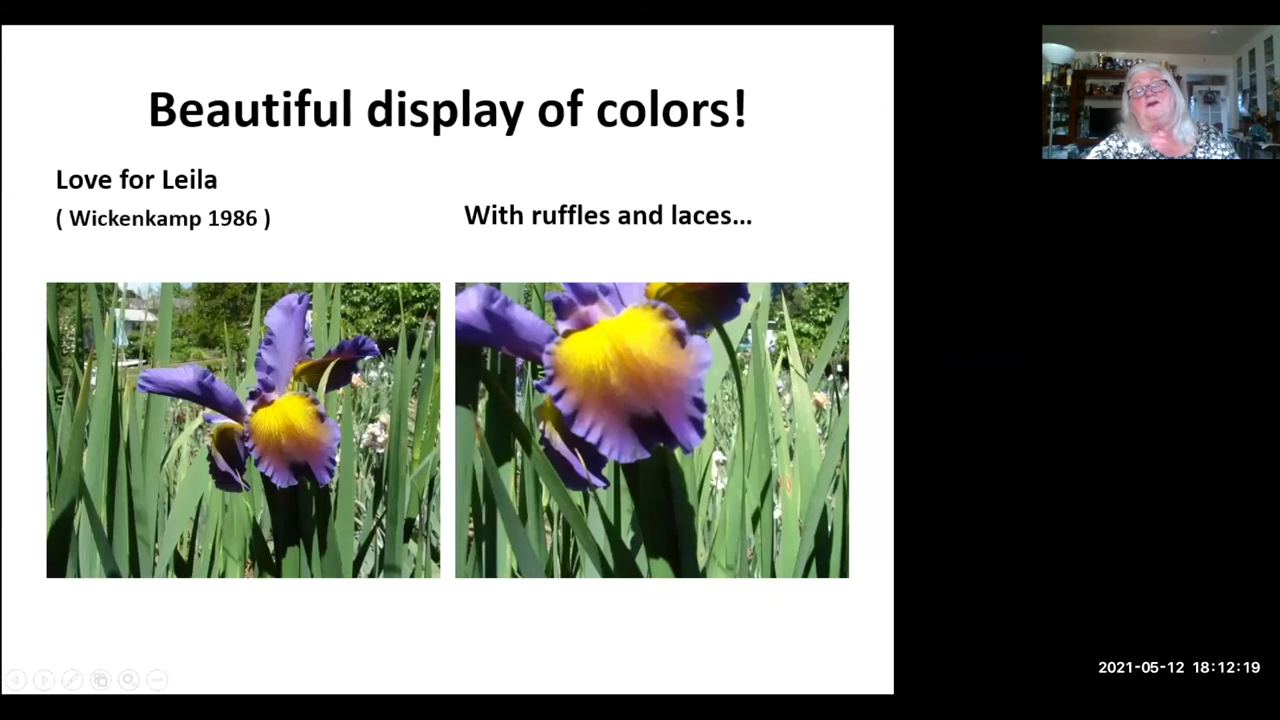 Beautiful display of colors!
Love for Leila
( Wickenkamp 1986 )
With ruffles and laces...
2021-05-12 18:12:19